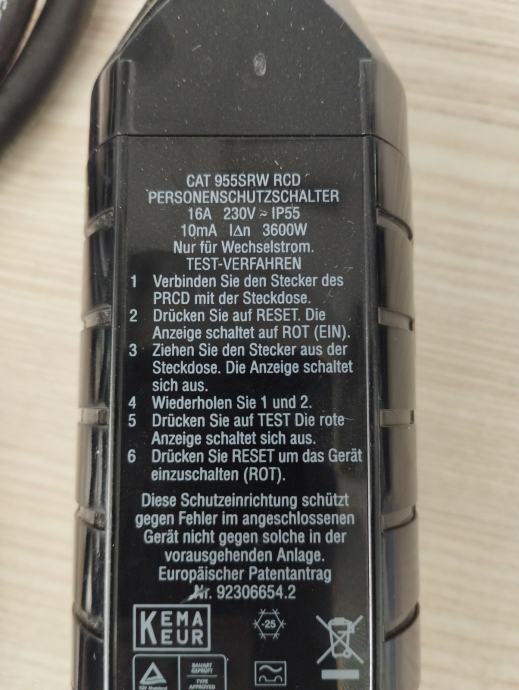 CAT 955SRW RCD
PERSONENSCHUTZSCHALTER
16A 230V ~ IP55
10mA I∆n 3600W
Nur für Wechselstrom.
TEST-VERFAHREN
1 Verbinden Sie den Stecker des
PRCD mit der Steckdose.
2 Drücken Sie auf RESET. Die
Anzeige schaltet auf ROT (EIN).
3 Ziehen Sie den Stecker aus der
Steckdose. Die Anzeige schaltet
sich aus.
4 Wiederholen Sie 1 und 2.
5 Drücken Sie auf TEST Die rote
Anzeige schaltet sich aus.
6 Drücken Sie RESET um das Gerät
einzuschalten (ROT).
Diese Schutzeinrichtung schützt
gegen Fehler im angeschlossenen
Gerät nicht gegen solche in der
vorausgehenden Anlage.
Europäischer Patentantrag
Nr. 92306654.2
KEMA
EUR
-25
BAUART
GEPRÜFT
TYPE
APPROVED